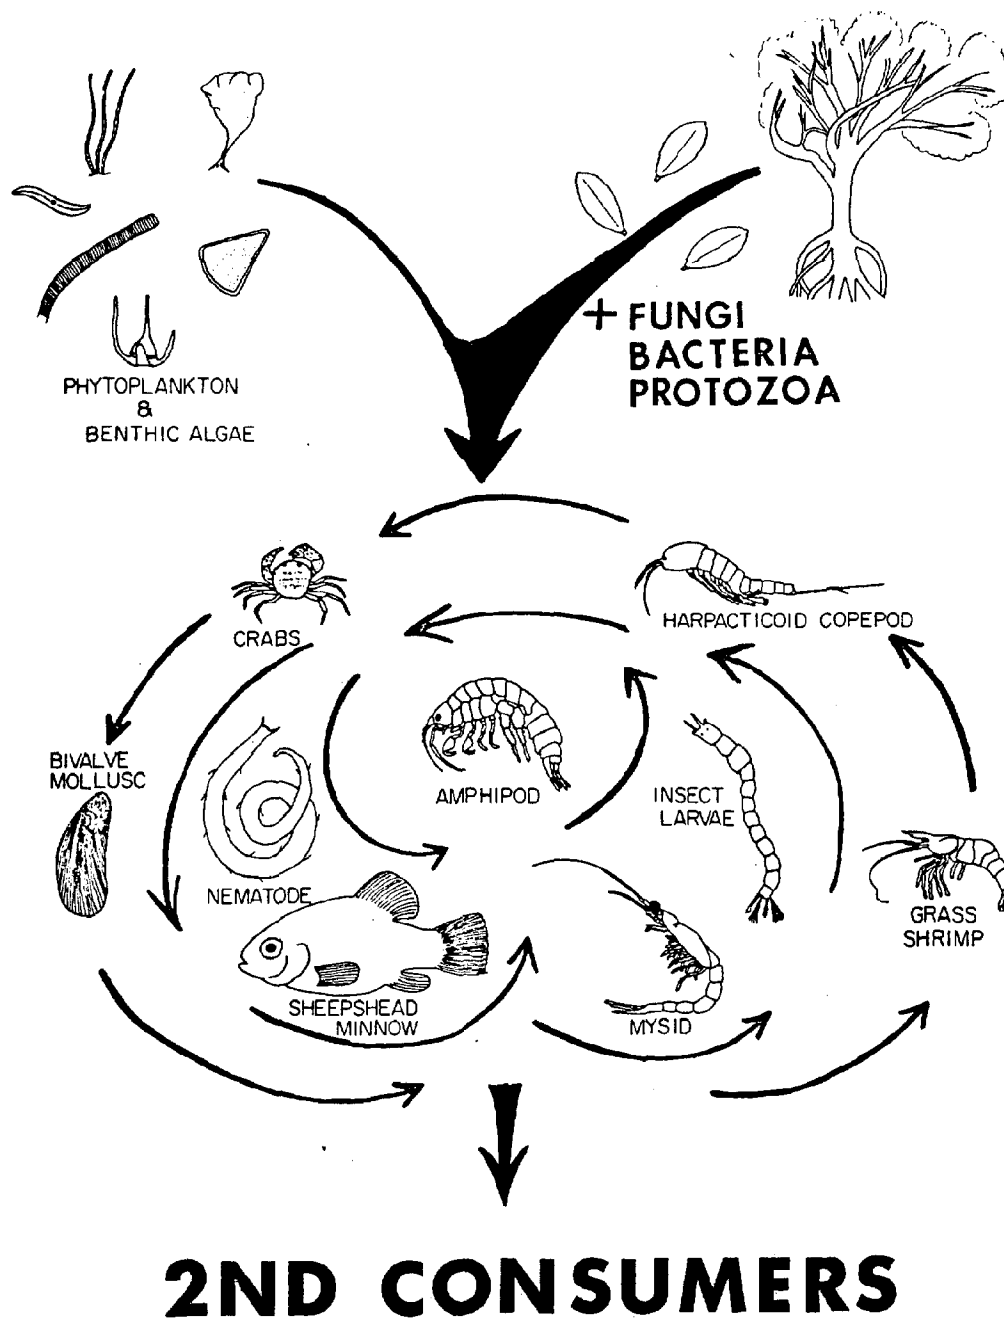 + FUNGI
BACTERIA
PROTOZOA
PHYTOPLANKTON
&
BENTHIC ALGAE
CRABS
HARPACTICOID COPEPOD
BIVALVE
MOLLUSC
AMPHIPOD
INSECT
LARVAE
NEMATODE
GRASS
SHRIMP
SHEEPSHEAD
MINNOW
MYSID
2ND CONSUMERS